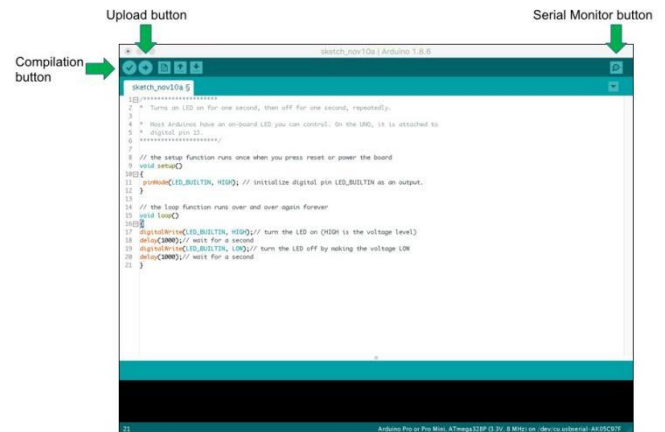 Upload button
Serial Monitor button
Compilation
button
sketch_nov10a | Arduino 1.8.6
sketch_nov10a §
1 /********************
2 * Turns an LED on for one second, then off for one second, repeatedly.
3
4 * Most Arduinos have an on-board LED you can control. On the UNO, it is attached to
5 * digital pin 13.
6 ********************/
7
8 // the setup function runs once when you press reset or power the board
9 void setup()
10 {
11 pinMode(LED_BUILTIN, HIGH); // initialize digital pin LED_BUILTIN as an output.
12 }
13
14 // the loop function runs over and over again forever
15 void loop()
16 {
17 digitalWrite(LED_BUILTIN, HIGH);// turn the LED on (HIGH is the voltage level)
18 delay(1000);// wait for a second
19 digitalWrite(LED_BUILTIN, LOW);// turn the LED off by making the voltage LOW
20 delay(1000);// wait for a second
21 }
21
Arduino Pro or Pro Mini, ATmega328P (3.3V, 8 MHz) on /dev/cu.usbserial-AK05C97F